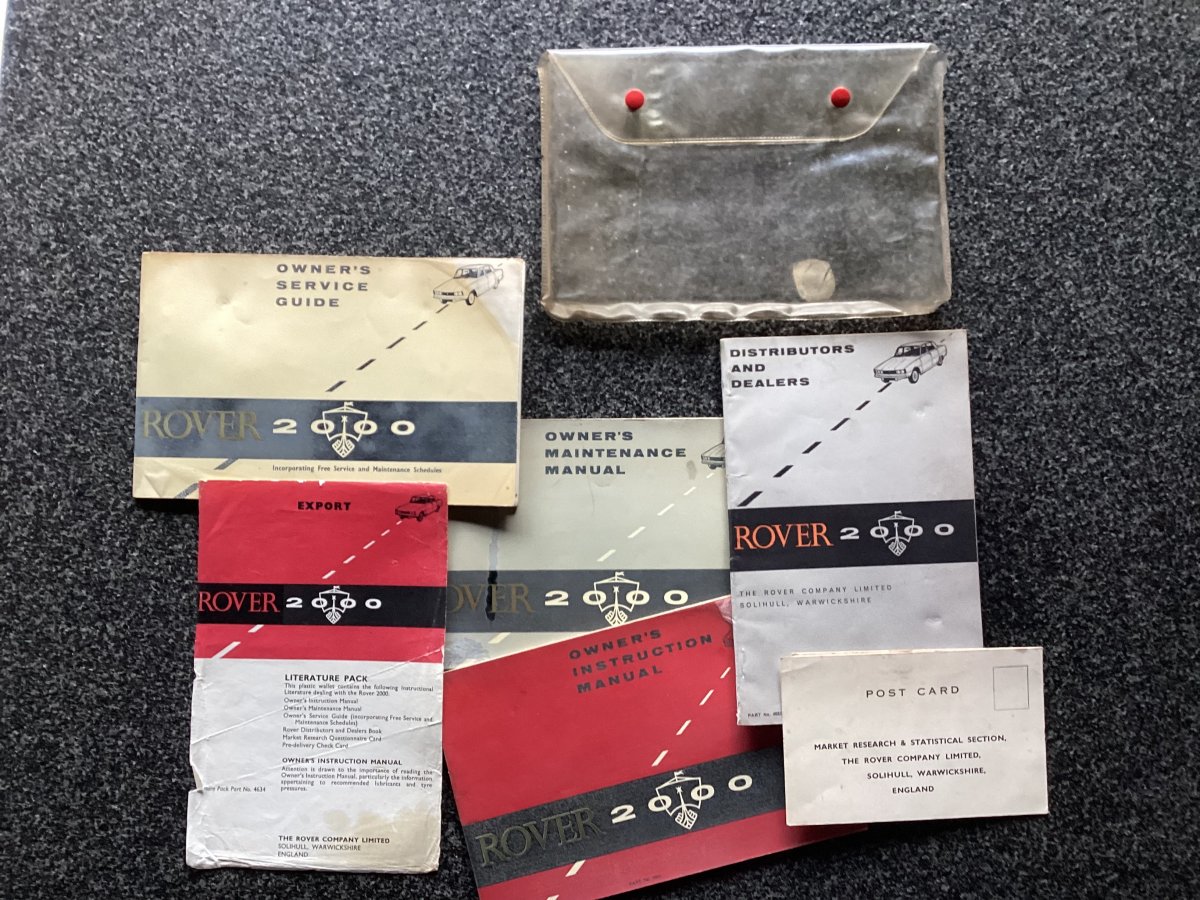 OWNER'S
SERVICE
GUIDE
ROVER 2000
Incorporating Free Service and Maintenance Schedules
DISTRIBUTORS
AND
DEALERS
ROVER 2000
THE ROVER COMPANY LIMITED
SOLIHULL, WARWICKSHIRE
PART No.
OWNER'S
MAINTENANCE
MANUAL
ROVER 2000
EXPORT
ROVER 2000
LITERATURE PACK
This plastic wallet contains the following Instructional
Literature dealing with the Rover 2000.
Owner's Instruction Manual
Owner's Maintenance Manual
Owner's Service Guide (incorporating Free Service and
Maintenance Schedules)
Rover Distributors and Dealers Book
Market Research Questionnaire Card
Pre-delivery Check Card
OWNER'S INSTRUCTION MANUAL
Attention is drawn to the importance of reading the
Owner's Instruction Manual, particularly the information
appertaining to recommended lubricants and tyre
pressures.
Pack Part No. 4634
THE ROVER COMPANY LIMITED
SOLIHULL, WARWICKSHIRE
ENGLAND
OWNER'S
INSTRUCTION
MANUAL
ROVER 2000
PART No.
POST CARD
MARKET RESEARCH & STATISTICAL SECTION,
THE ROVER COMPANY LIMITED,
SOLIHULL, WARWICKSHIRE,
ENGLAND